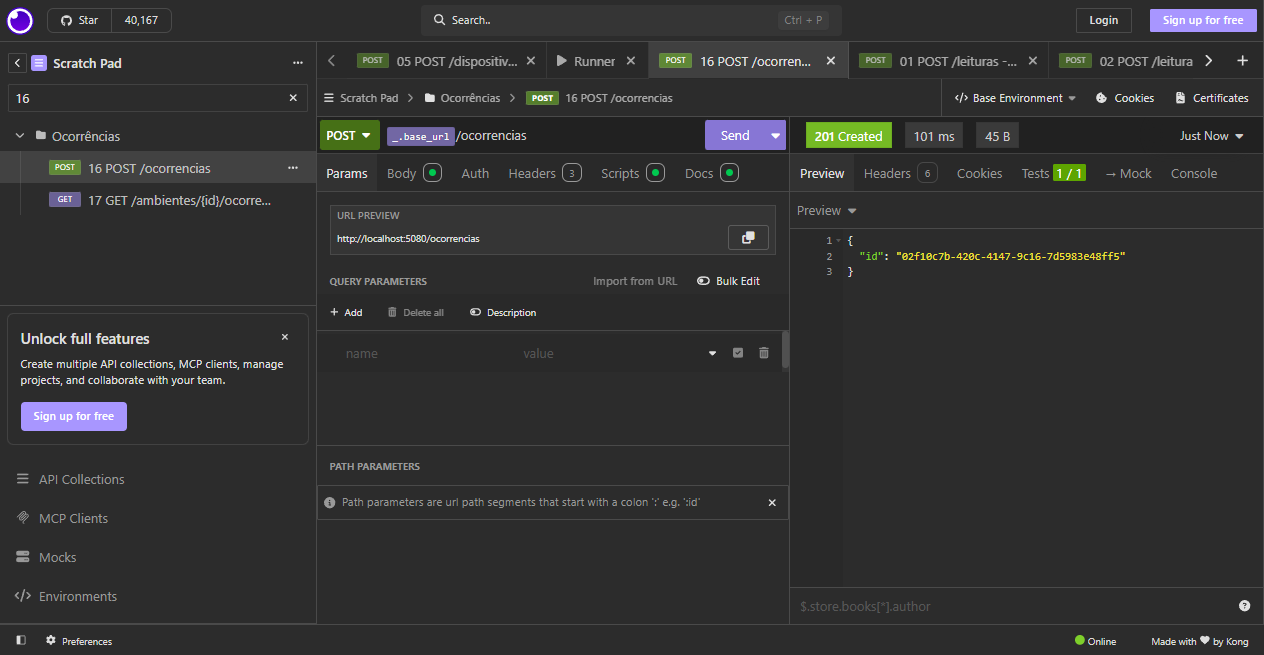 Star 40,167
Search.. Ctrl + P
Login
Sign up for free
Scratch Pad
16
Ocorrências
POST 16 POST /ocorrencias
GET 17 GET /ambientes/{id}/ocorre...
Unlock full features
Create multiple API collections, MCP clients, manage
projects, and collaborate with your team.
Sign up for free
API Collections
MCP Clients
Mocks
Environments
POST 05 POST /dispositiv...
Runner
POST 16 POST /ocorren...
POST 01 POST /leituras -...
POST 02 POST /leitura
Scratch Pad
Ocorrências
POST 16 POST /ocorrencias
Base Environment
Cookies
Certificates
POST _.base_url /ocorrencias
Send
Params
Body
Auth
Headers 3
Scripts
Docs
URL PREVIEW
http://localhost:5080/ocorrencias
QUERY PARAMETERS
Import from URL
Bulk Edit
Add
Delete all
Description
name
value
PATH PARAMETERS
Path parameters are url path segments that start with a colon ':' e.g. ':id'
201 Created
101 ms
45 B
Just Now
Preview
Headers 6
Cookies
Tests 1 / 1
→ Mock
Console
Preview
1 {
2 "id": "02f10c7b-420c-4147-9c16-7d5983e48ff5"
3 }
$.store.books[*].author
Preferences
Online
Made with ♥ by Kong